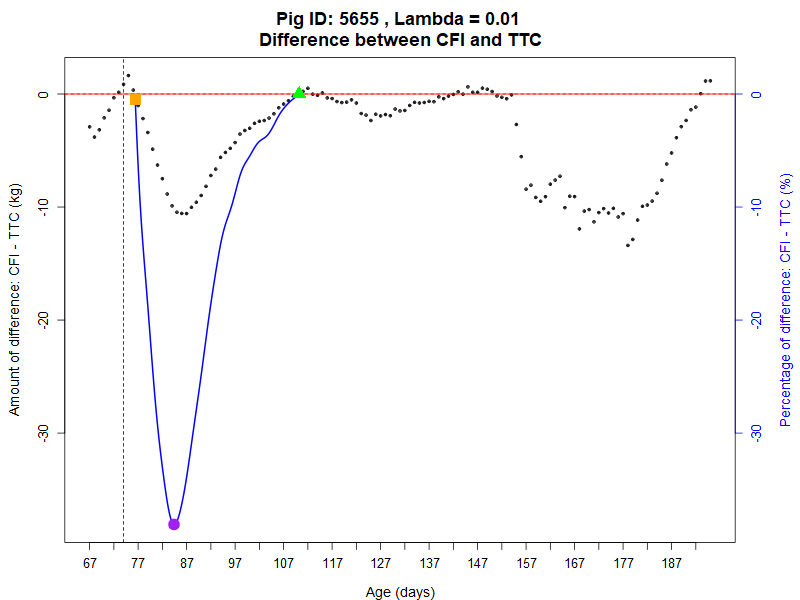 Pig ID: 5655 , Lambda = 0.01
Difference between CFI and TTC
Amount of difference: CFI - TTC (kg)
0
-10
-20
-30
0
-10
-20
-30
Percentage of difference: CFI - TTC (%)
67 77 87 97 107 117 127 137 147 157 167 177 187
Age (days)